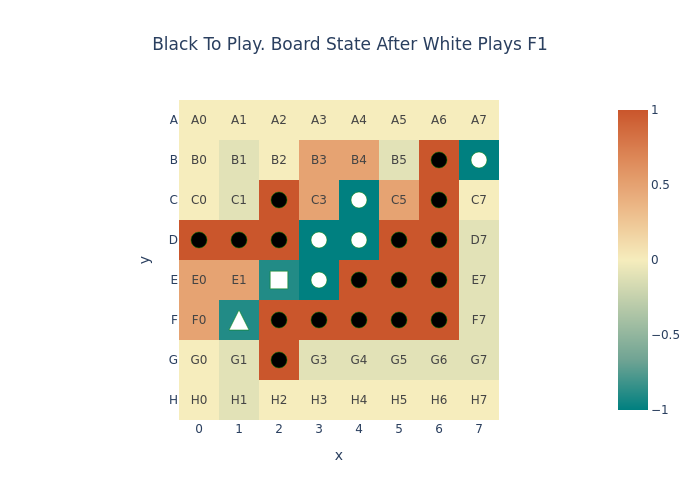 Black To Play. Board State After White Plays F1
A A0 A1 A2 A3 A4 A5 A6 A7
B B0 B1 B2 B3 B4 B5
C C0 C1 C3 C5 C7
D D7
E E0 E1 E7
F F0 F7
G G0 G1 G3 G4 G5 G6 G7
H H0 H1 H2 H3 H4 H5 H6 H7
0 1 2 3 4 5 6 7
x
y
1
0.5
0
−0.5
−1